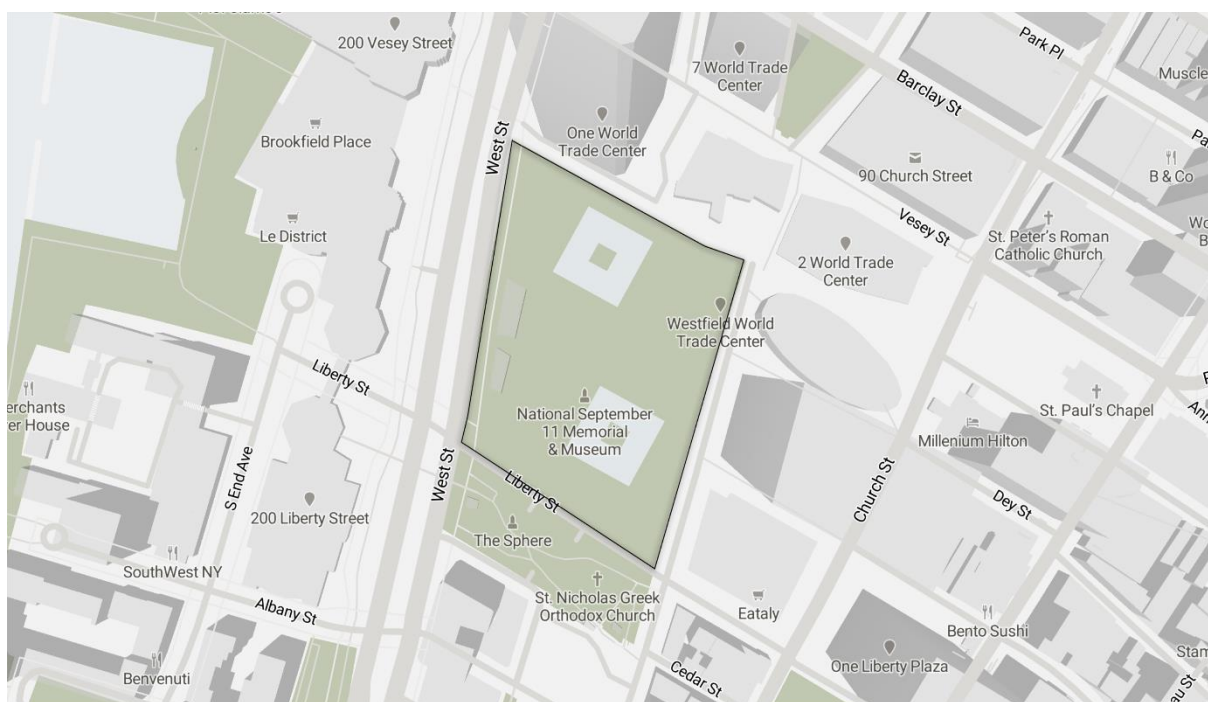 200 Vesey Street
7 World Trade
Center
Park Pl
Barclay St
Brookfield Place
West St
One World
Trade Center
90 Church Street
B & Co
Le District
Vesey St
St. Peter's Roman
Catholic Church
2 World Trade
Center
Westfield World
Trade Center
Liberty St
National September
11 Memorial
& Museum
St. Paul's Chapel
Millenium Hilton
S End Ave
West St
Liberty St
Church St
Dey St
200 Liberty Street
The Sphere
SouthWest NY
Albany St
St. Nicholas Greek
Orthodox Church
Eataly
Bento Sushi
One Liberty Plaza
Cedar St
Benvenuti